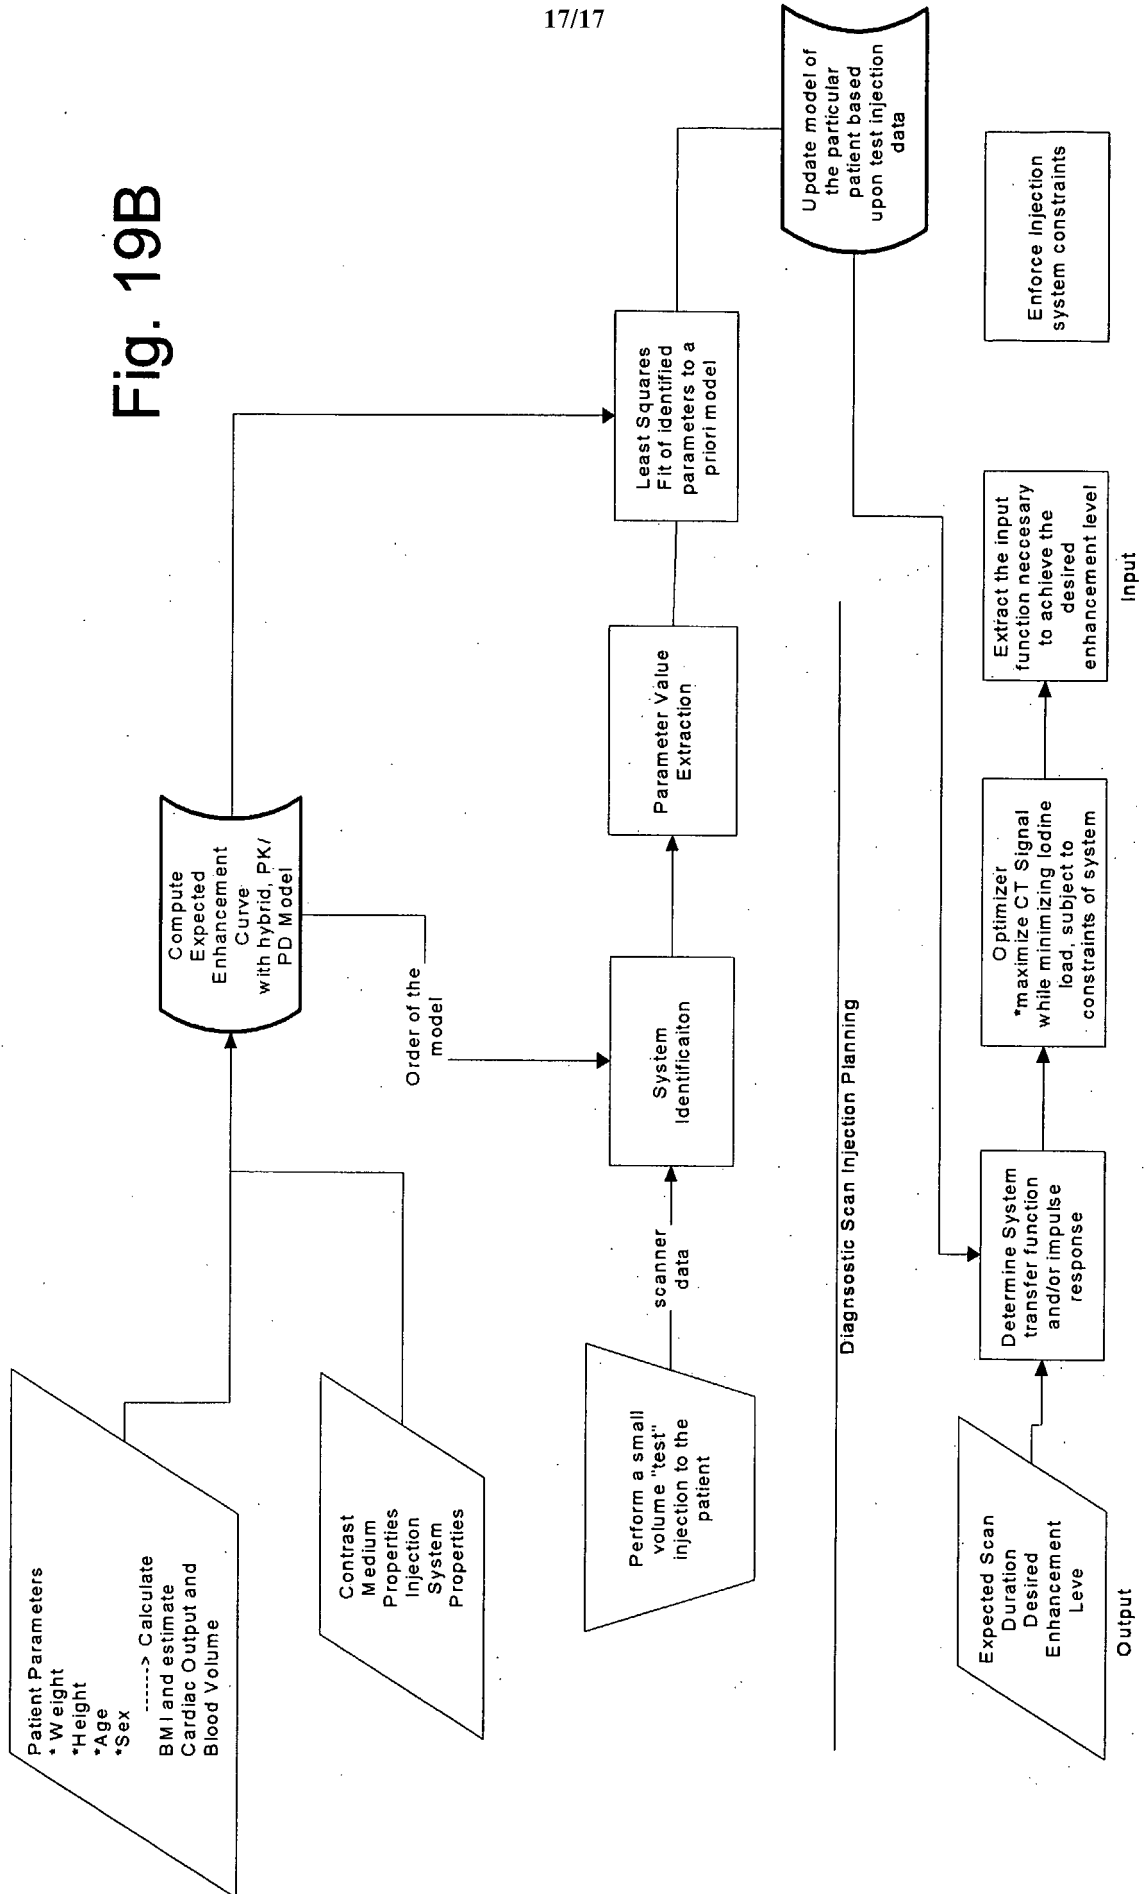 17/17
Fig. 19B
Patient Parameters
* Weight
*Height
*Age
*Sex
-----> Calculate
BMI and estimate
Cardiac Output and
Blood Volume
Contrast
Medium
Properties
Injection
System
Properties
Compute
Expected
Enhancement
Curve
with hybrid, PK/
PD Model
Order of the
model
Perform a small
volume "test"
injection to the
patient
scanner
data
System
Identificaiton
Parameter Value
Extraction
Least Squares
Fit of identified
parameters to a
priori model
Update model of
the particular
patient based
upon test injection
data
Diagnsostic Scan Injection Planning
Expected Scan
Duration
Desired
Enhancement
Leve
Output
Determine System
transfer function
and/or impulse
response
Optimizer
*maximize CT Signal
while minimizing Iodine
load, subject to
constraints of system
Extract the input
function neccesary
to achieve the
desired
enhancement level
Input
Enforce Injection
system constraints